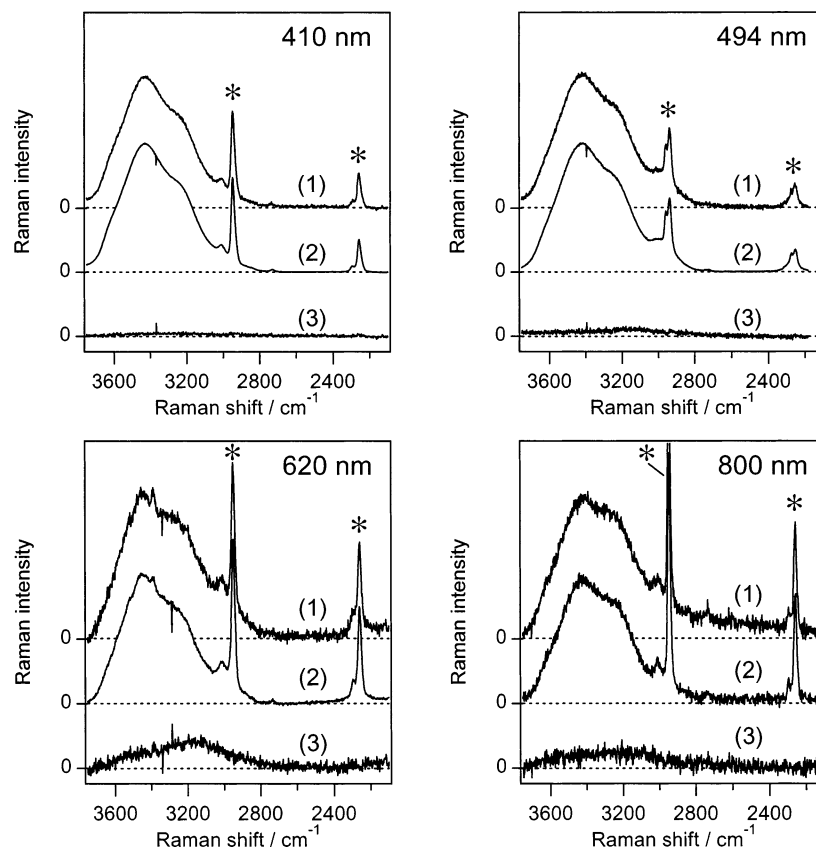 410 nm
Raman intensity
*
*
(1)
0
(2)
0
(3)
0
3600 3200 2800 2400
Raman shift / cm⁻¹
494 nm
Raman intensity
*
*
(1)
0
(2)
0
(3)
0
3600 3200 2800 2400
Raman shift / cm⁻¹
620 nm
Raman intensity
*
*
(1)
0
(2)
0
(3)
0
3600 3200 2800 2400
Raman shift / cm⁻¹
800 nm
Raman intensity
*
*
(1)
0
(2)
0
(3)
0
3600 3200 2800 2400
Raman shift / cm⁻¹